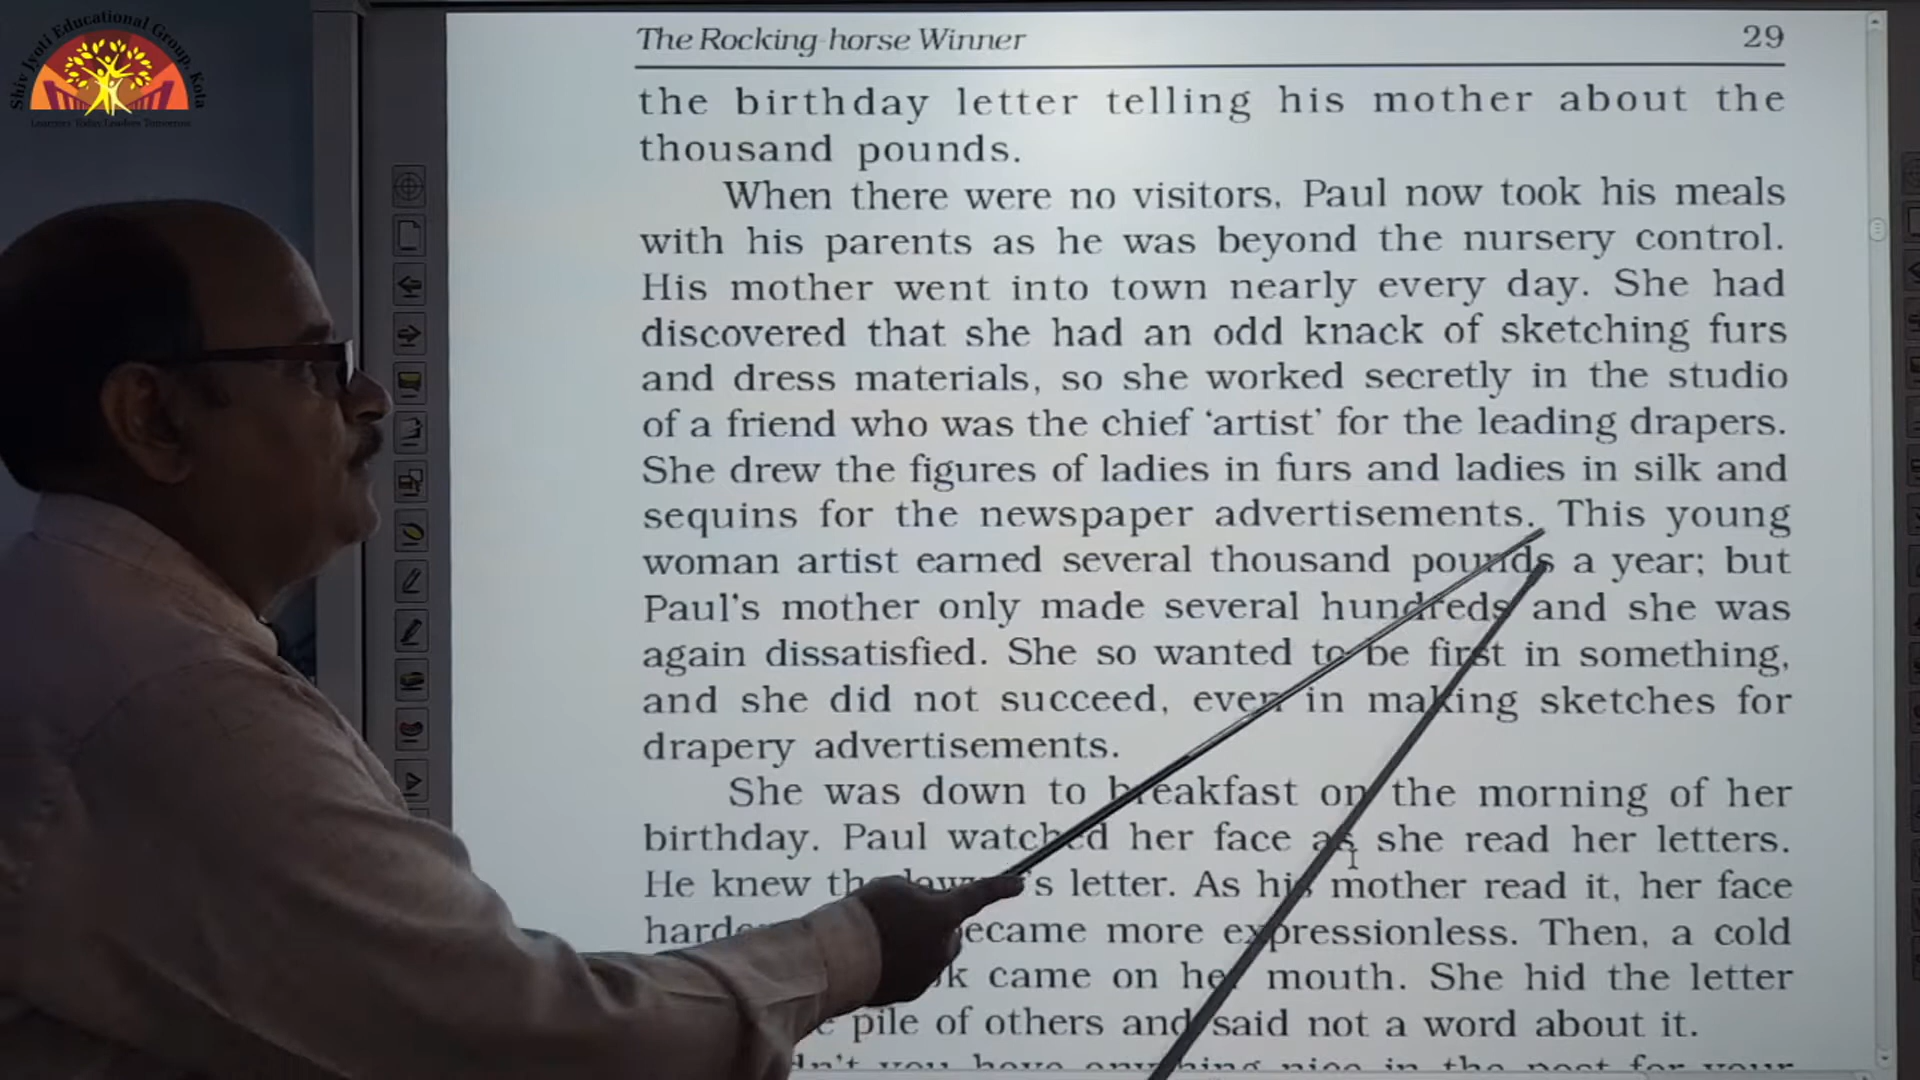 Shiv Jyoti Educational Group, Kota
Learners Today Leaders Tomorrow
The Rocking-horse Winner 29
the birthday letter telling his mother about the
thousand pounds.
When there were no visitors, Paul now took his meals
with his parents as he was beyond the nursery control.
His mother went into town nearly every day. She had
discovered that she had an odd knack of sketching furs
and dress materials, so she worked secretly in the studio
of a friend who was the chief ‘artist’ for the leading drapers.
She drew the figures of ladies in furs and ladies in silk and
sequins for the newspaper advertisements. This young
woman artist earned several thousand pounds a year; but
Paul's mother only made several hundreds, and she was
again dissatisfied. She so wanted to be first in something,
and she did not succeed, even in making sketches for
drapery advertisements.
She was down to breakfast on the morning of her
birthday. Paul watched her face as she read her letters.
He knew the lawyer's letter. As his mother read it, her face
became more expressionless. Then, a cold
came on her mouth. She hid the letter
pile of others and said not a word about it.
you have anything nice in the post for your